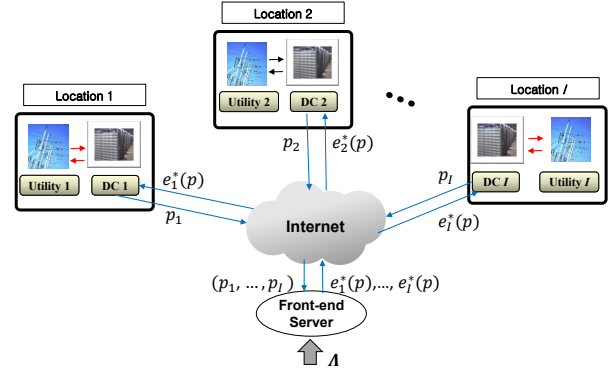 Location 2
Utility 2
DC 2
Location 1
Utility 1
DC 1
Location I
DC I
Utility I
p_2
e_2^*(p)
e_1^*(p)
p_1
p_I
e_I^*(p)
Internet
(p_1, ..., p_I)
e_1^*(p),..., e_I^*(p)
Front-end
Server
Λ